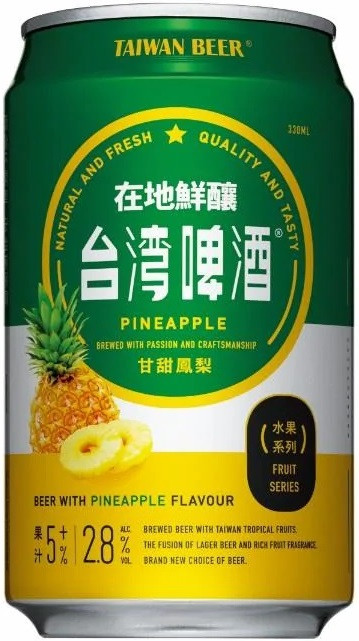 TAIWAN BEER®
330ML
NATURAL AND FRESH ★ QUALITY AND TASTY
在地鮮釀
台湾啤酒®
PINEAPPLE
BREWED WITH PASSION AND CRAFTSMANSHIP
甘甜鳳梨
水果
系列
FRUIT
SERIES
BEER WITH PINEAPPLE FLAVOUR
果汁5+% 2.8% ALC. VOL.
BREWED BEER WITH TAIWAN TROPICAL FRUITS.
THE FUSION OF LAGER BEER AND RICH FRUIT FRAGRANCE.
BRAND NEW CHOICE OF BEER.